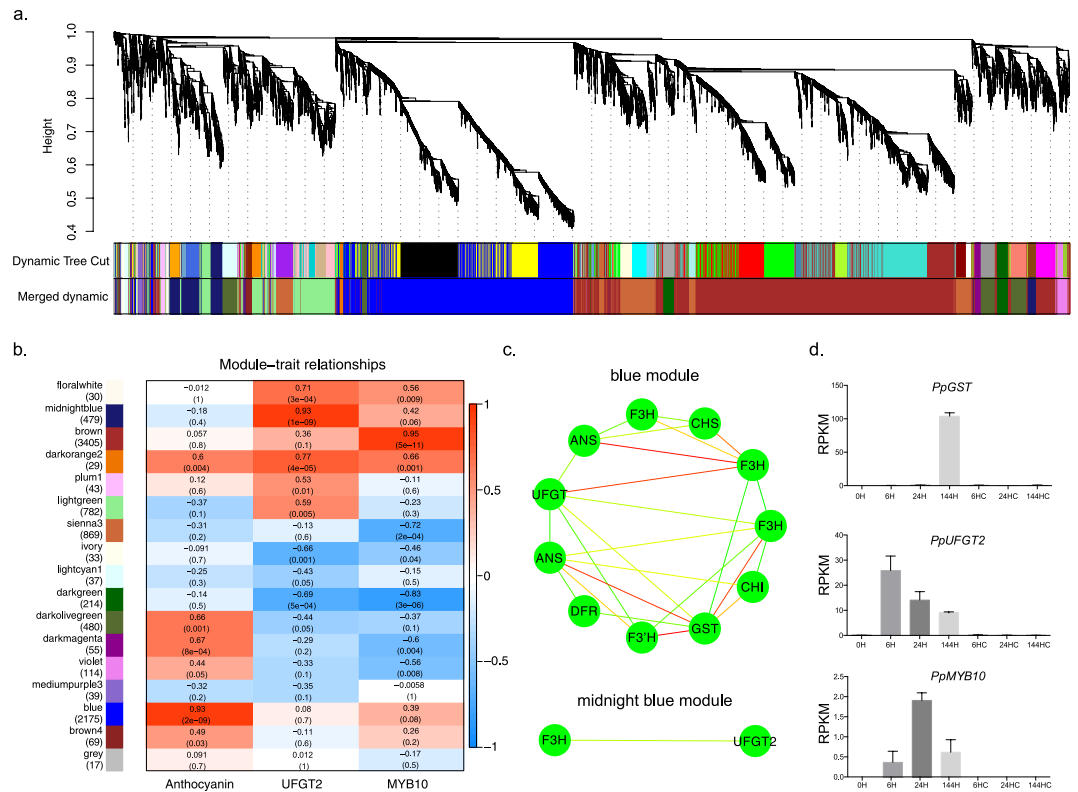 a.
1.0
0.9
0.8
0.7
0.6
0.5
0.4
Height
Dynamic Tree Cut
Merged dynamic
b.
Module−trait relationships
floralwhite (30) −0.012 (1) 0.71 (3e−04) 0.56 (0.009)
midnightblue (479) −0.18 (0.4) 0.93 (1e−09) 0.42 (0.06)
brown (3405) 0.057 (0.8) 0.36 (0.1) 0.95 (5e−11)
darkorange2 (29) 0.6 (0.004) 0.77 (4e−05) 0.66 (0.001)
plum1 (43) 0.12 (0.6) 0.53 (0.01) −0.11 (0.6)
lightgreen (782) −0.37 (0.1) 0.59 (0.005) −0.23 (0.3)
sienna3 (869) −0.31 (0.2) −0.13 (0.6) −0.72 (2e−04)
ivory (33) −0.091 (0.7) −0.66 (0.001) −0.46 (0.04)
lightcyan1 (37) −0.25 (0.3) −0.43 (0.05) −0.15 (0.5)
darkgreen (214) −0.14 (0.5) −0.69 (5e−04) −0.83 (3e−06)
darkolivegreen (480) 0.66 (0.001) −0.44 (0.05) −0.37 (0.1)
darkmagenta (55) 0.67 (8e−04) −0.29 (0.2) −0.6 (0.004)
violet (114) 0.44 (0.05) −0.33 (0.1) −0.56 (0.008)
mediumpurple3 (39) −0.32 (0.2) −0.35 (0.1) −0.0058 (1)
blue (2175) 0.93 (2e−09) 0.08 (0.7) 0.39 (0.08)
brown4 (69) 0.49 (0.03) −0.11 (0.6) 0.26 (0.2)
grey (17) 0.091 (0.7) 0.012 (1) −0.17 (0.5)
Anthocyanin UFGT2 MYB10
1
0.5
0
−0.5
−1
c.
blue module
F3H
CHS
ANS
F3H
UFGT
F3H
ANS
CHI
DFR
GST
F3'H
midnight blue module
F3H UFGT2
d.
PpGST
RPKM
150
100
50
0
0H 6H 24H 144H 6HC 24HC 144HC
PpUFGT2
RPKM
40
30
20
10
0
0H 6H 24H 144H 6HC 24HC 144HC
PpMYB10
RPKM
2.5
2.0
1.5
1.0
0.5
0.0
0H 6H 24H 144H 6HC 24HC 144HC